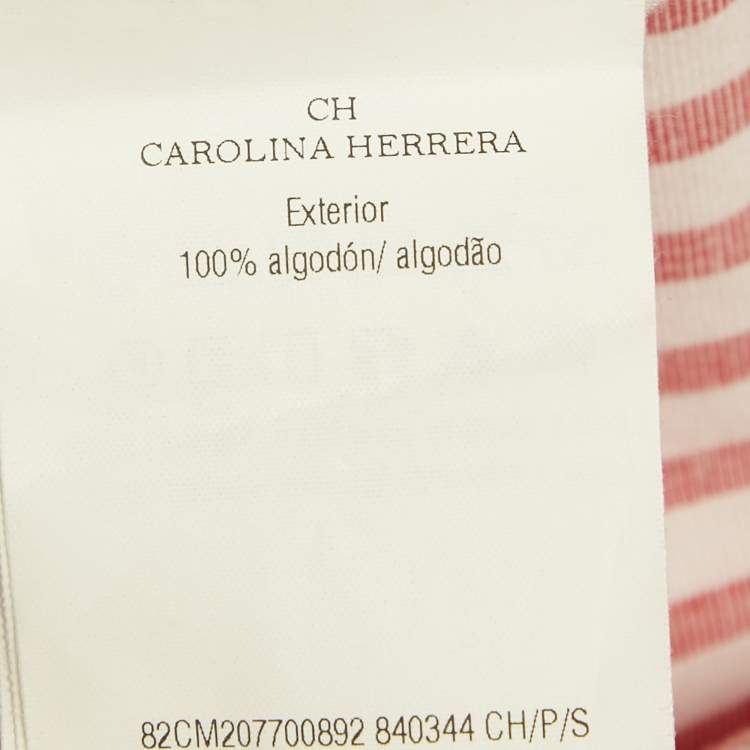 CH
CAROLINA HERRERA
Exterior
100% algodón/ algodão
82CM207700892 840344 CH/P/S